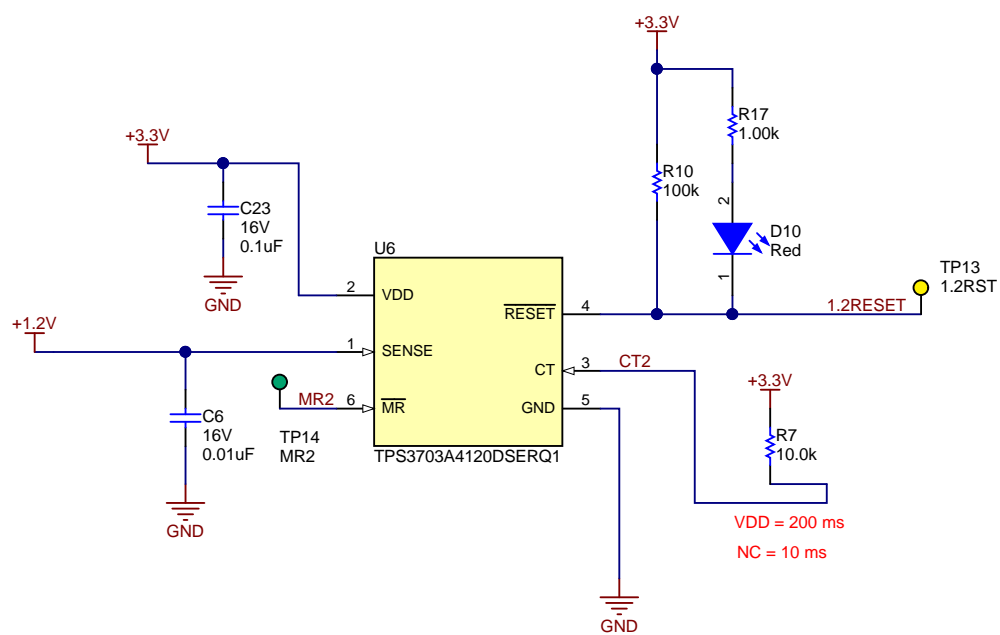 +3.3V
R17
1.00k
+3.3V
R10
100k
2
C23
16V
0.1uF
D10
Red
U6
1
GND
2
VDD
TP13
1.2RST
+1.2V
RESET
4
1.2RESET
1
SENSE
CT
3
CT2
+3.3V
MR2
6
MR
GND
5
C6
16V
0.01uF
TP14
MR2
R7
10.0k
TPS3703A4120DSERQ1
GND
VDD = 200 ms
NC = 10 ms
GND